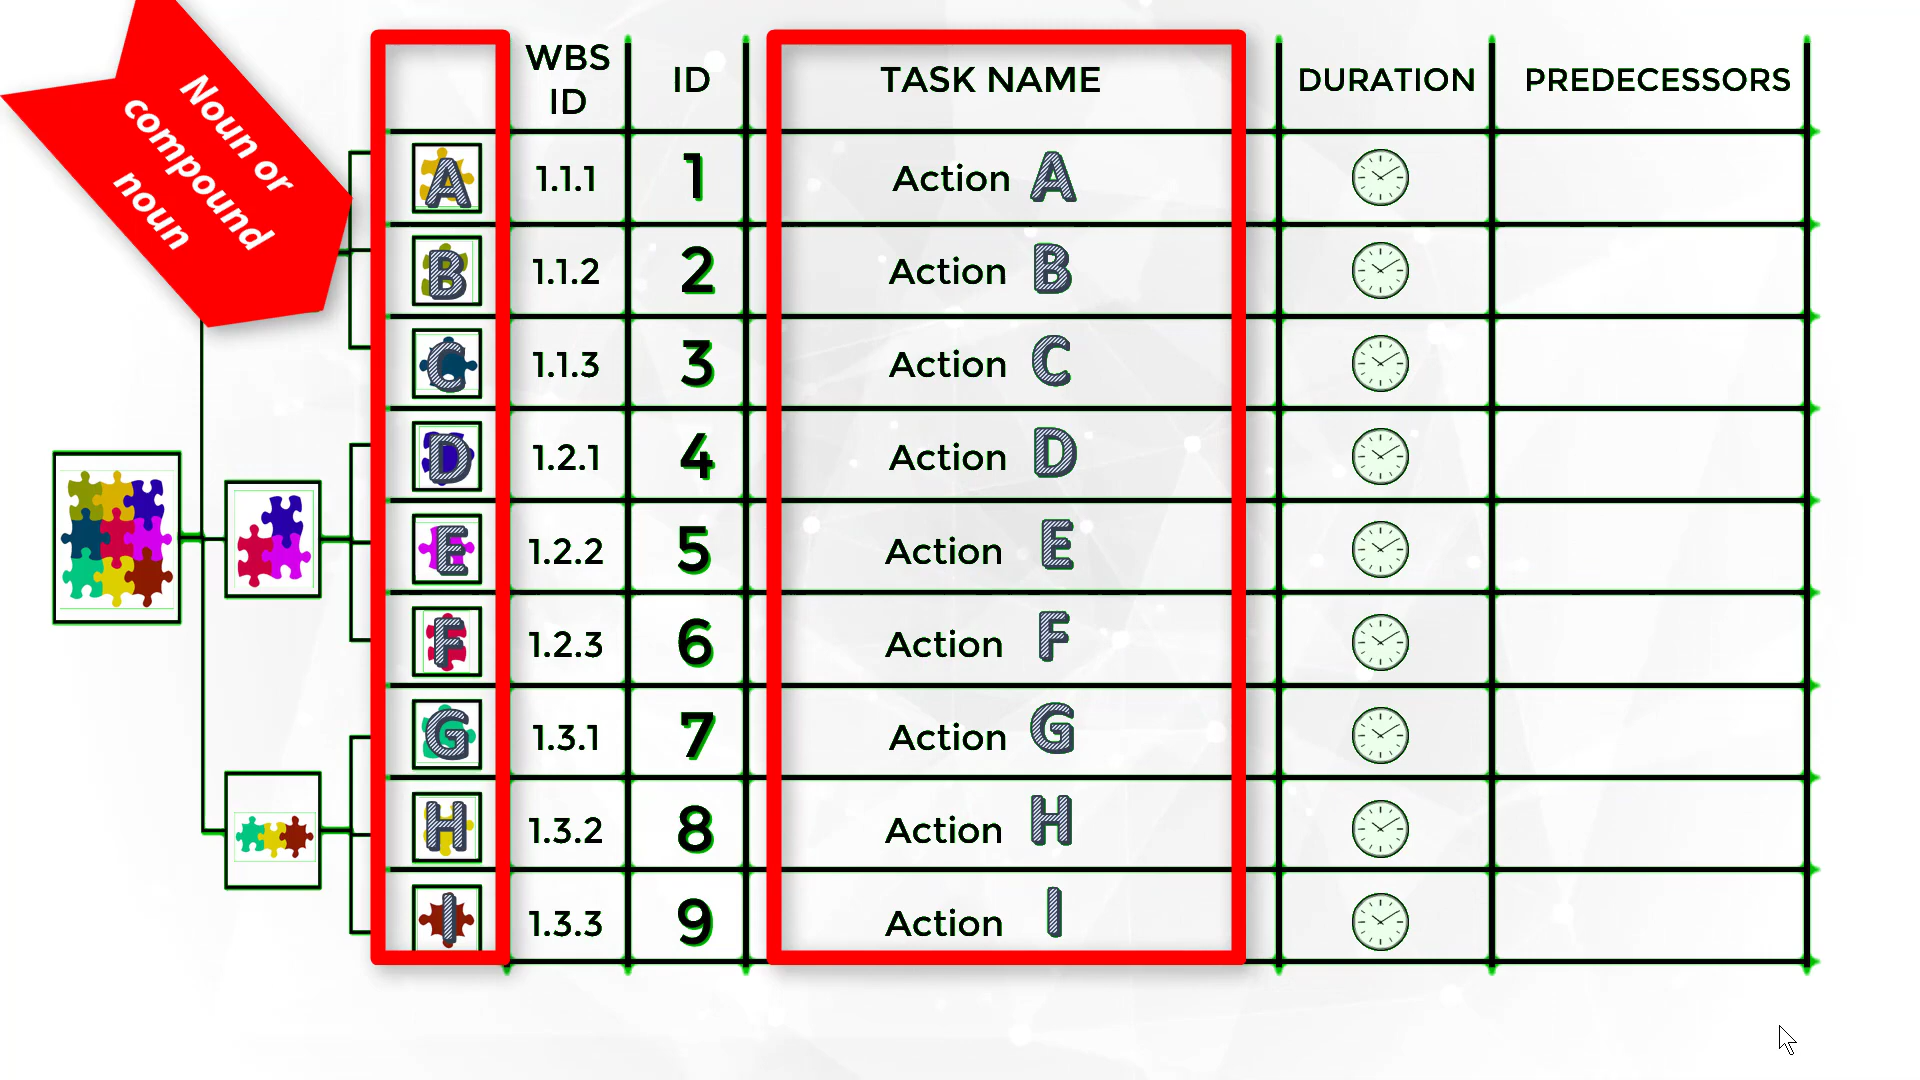 Noun or
compound
noun
WBS
ID
ID
TASK NAME
DURATION
PREDECESSORS
A 1.1.1 1 Action A
B 1.1.2 2 Action B
C 1.1.3 3 Action C
D 1.2.1 4 Action D
E 1.2.2 5 Action E
F 1.2.3 6 Action F
G 1.3.1 7 Action G
H 1.3.2 8 Action H
I 1.3.3 9 Action I